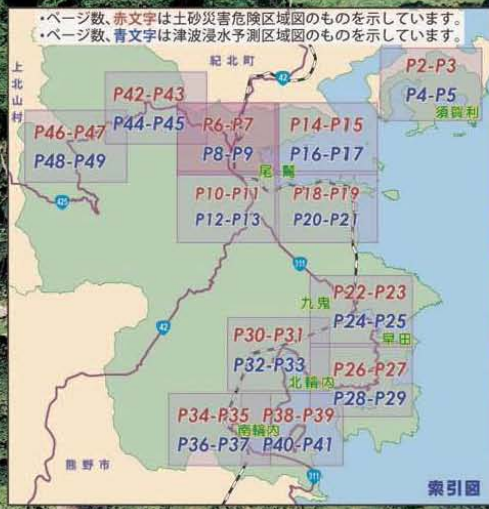 ・ページ数、赤文字は土砂災害危険区域図のものを示しています。
・ページ数、青文字は津波浸水予測区域図のものを示しています。
上北山村
紀北町
42
P2-P3
P4-P5
須賀利
P42-P43
P44-P45
P46-P47
P48-P49
P6-P7
P8-P9
P14-P15
P16-P17
尾鷲
425
P10-P11
P12-P13
P18-P19
P20-P21
311
42
九鬼
P22-P23
P24-P25
早田
P30-P31
P32-P33
北輪内
P26-P27
P28-P29
P34-P35
P36-P37
南輪内
P38-P39
P40-P41
熊野市
311
索引図